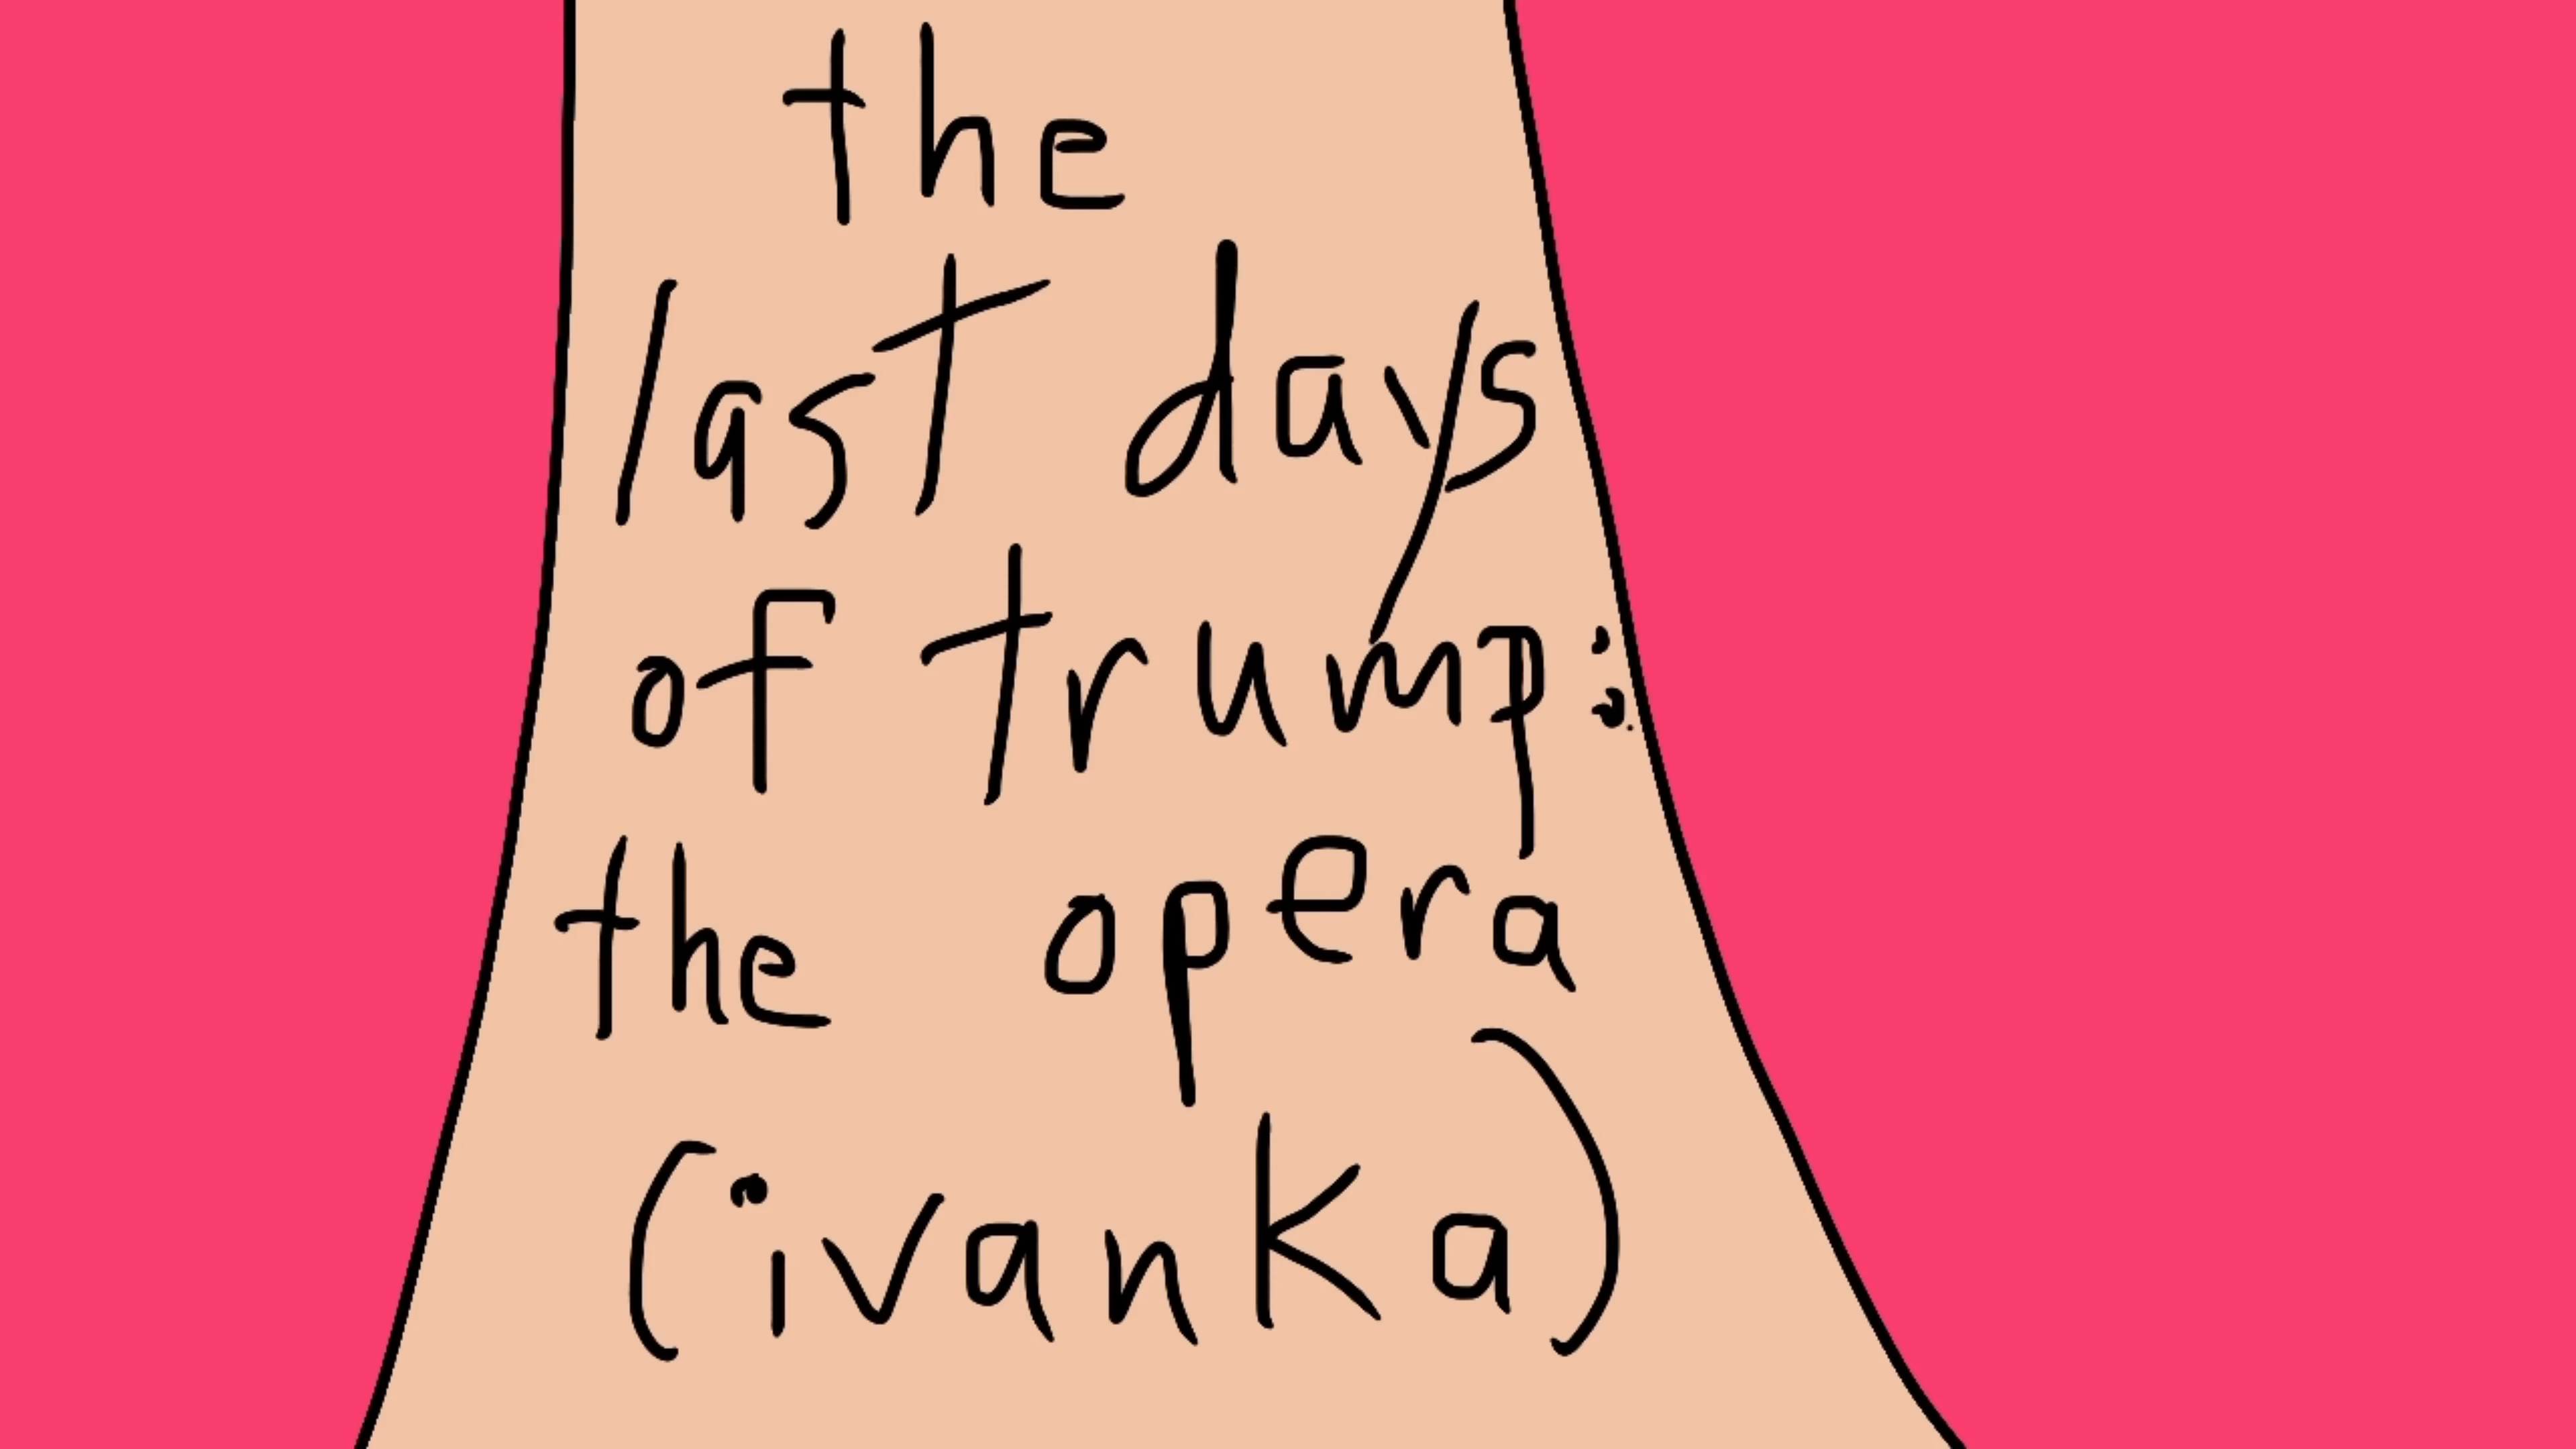 the
last days
of trump:
the opera
(ivanka)